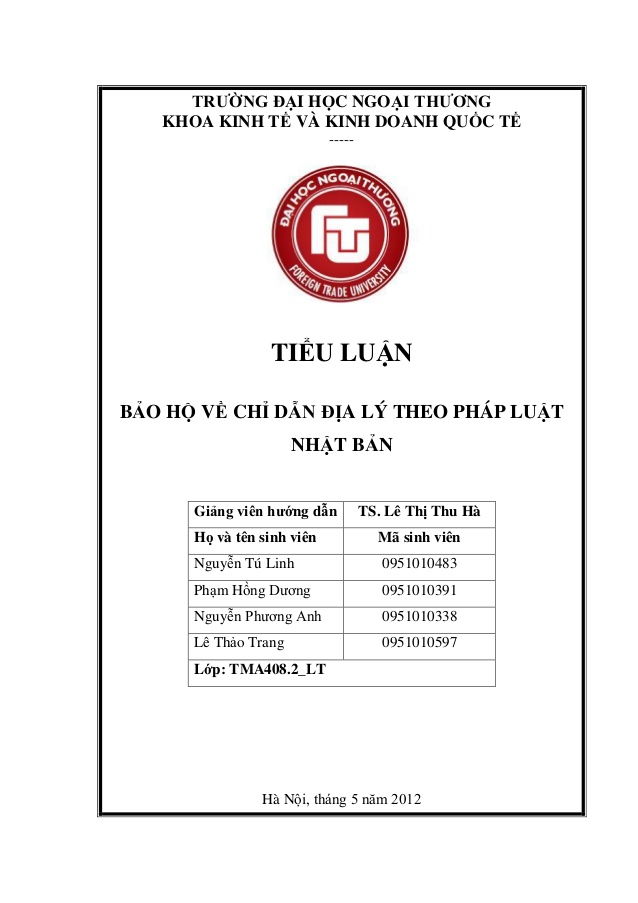 TRƯỜNG ĐẠI HỌC NGOẠI THƯƠNG
KHOA KINH TẾ VÀ KINH DOANH QUỐC TẾ
-----
ĐẠI HỌC NGOẠI THƯƠNG
FTU
FOREIGN TRADE UNIVERSITY
TIỂU LUẬN
BẢO HỘ VỀ CHỈ DẪN ĐỊA LÝ THEO PHÁP LUẬT
NHẬT BẢN
Giảng viên hướng dẫn TS. Lê Thị Thu Hà
Họ và tên sinh viên Mã sinh viên
Nguyễn Tú Linh 0951010483
Phạm Hồng Dương 0951010391
Nguyễn Phương Anh 0951010338
Lê Thảo Trang 0951010597
Lớp: TMA408.2_LT
Hà Nội, tháng 5 năm 2012